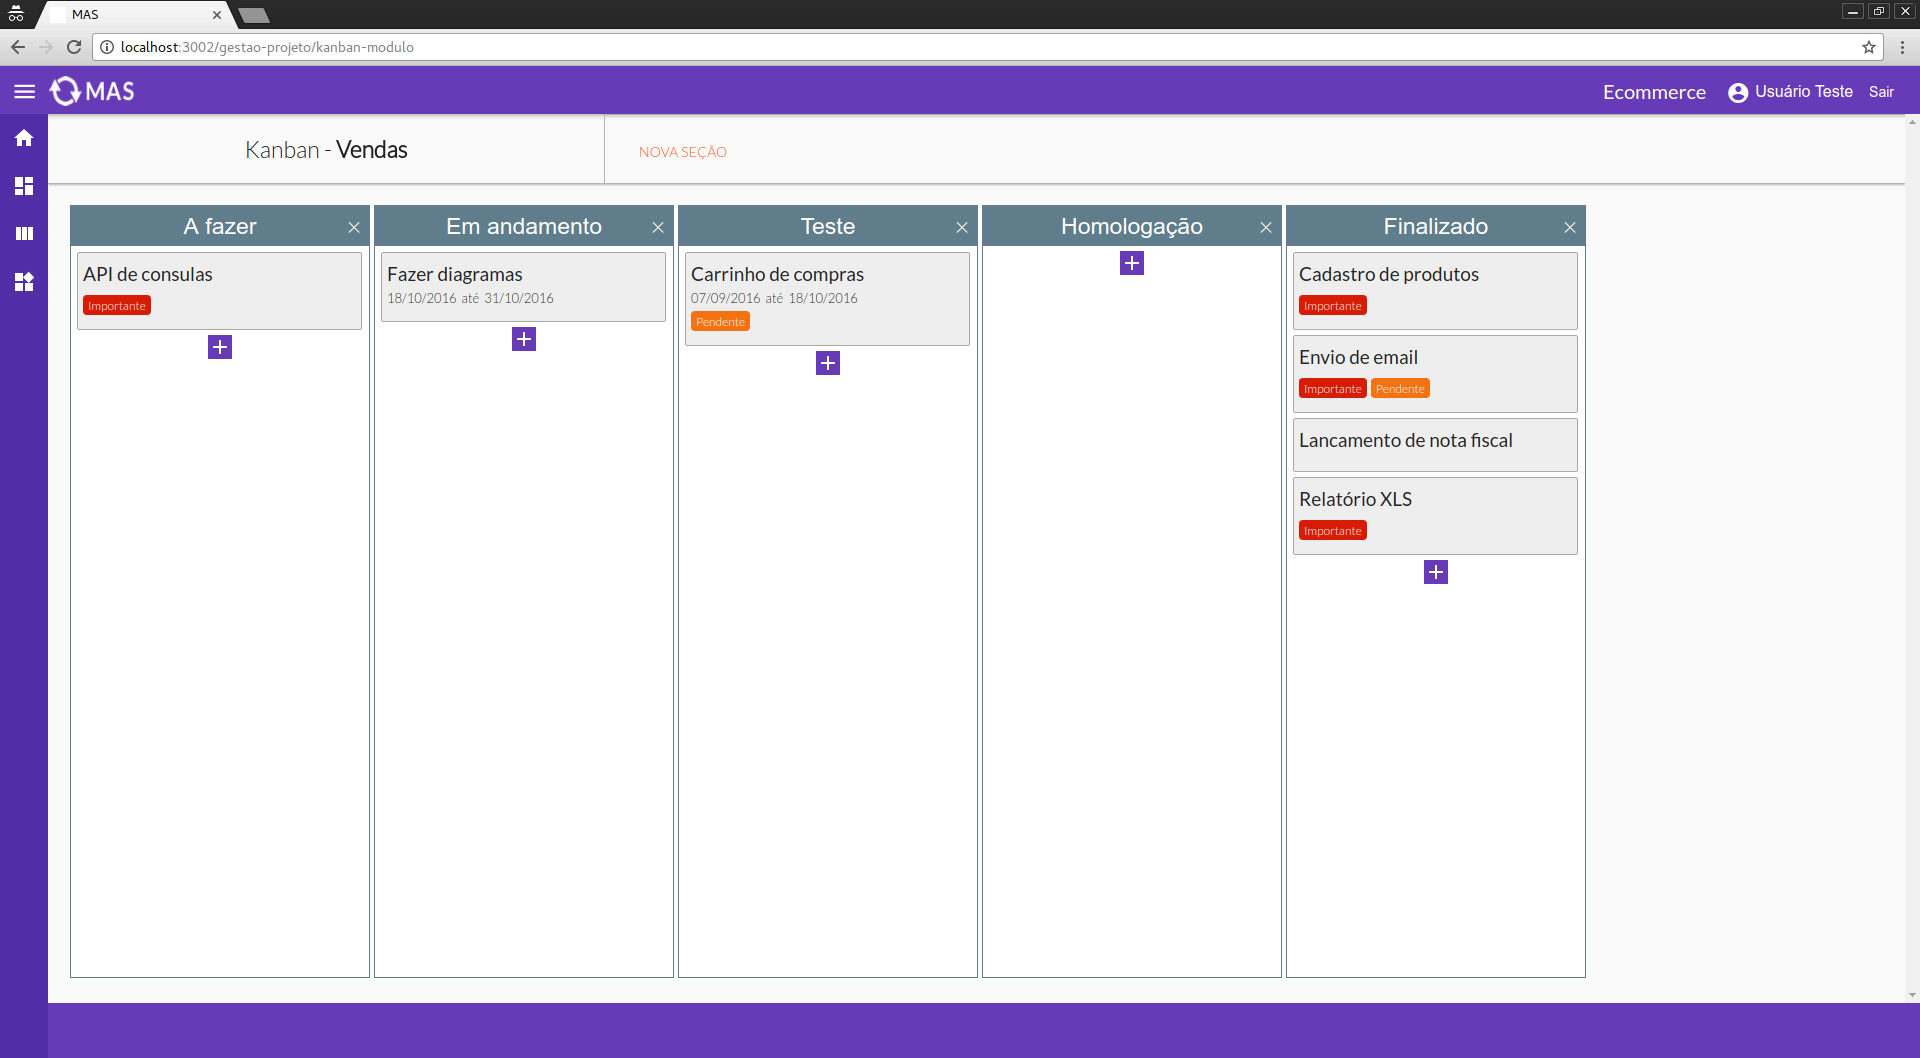 MAS
localhost:3002/gestao-projeto/kanban-modulo
MAS
Ecommerce
Usuário Teste
Sair
Kanban - Vendas
NOVA SEÇÃO
A fazer
API de consulas
Importante
Em andamento
Fazer diagramas
18/10/2016 até 31/10/2016
Teste
Carrinho de compras
07/09/2016 até 18/10/2016
Pendente
Homologação
Finalizado
Cadastro de produtos
Importante
Envio de email
Importante Pendente
Lancamento de nota fiscal
Relatório XLS
Importante